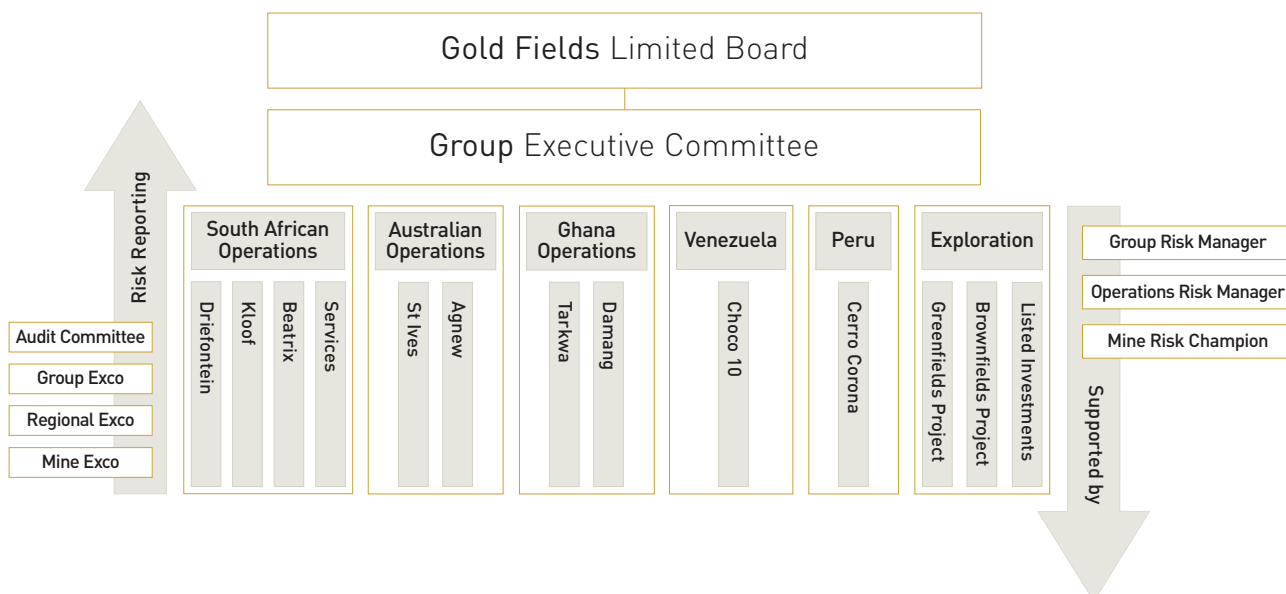 Gold Fields Limited Board
Group Executive Committee
Risk Reporting
Audit Committee
Group Exco
Regional Exco
Mine Exco
South African
Operations
Driefontein
Kloof
Beatrix
Services
Australian
Operations
St Ives
Agnew
Ghana
Operations
Tarkwa
Damang
Venezuela
Choco 10
Peru
Cerro Corona
Exploration
Greenfields Project
Brownfields Project
Listed Investments
Group Risk Manager
Operations Risk Manager
Mine Risk Champion
Supported by